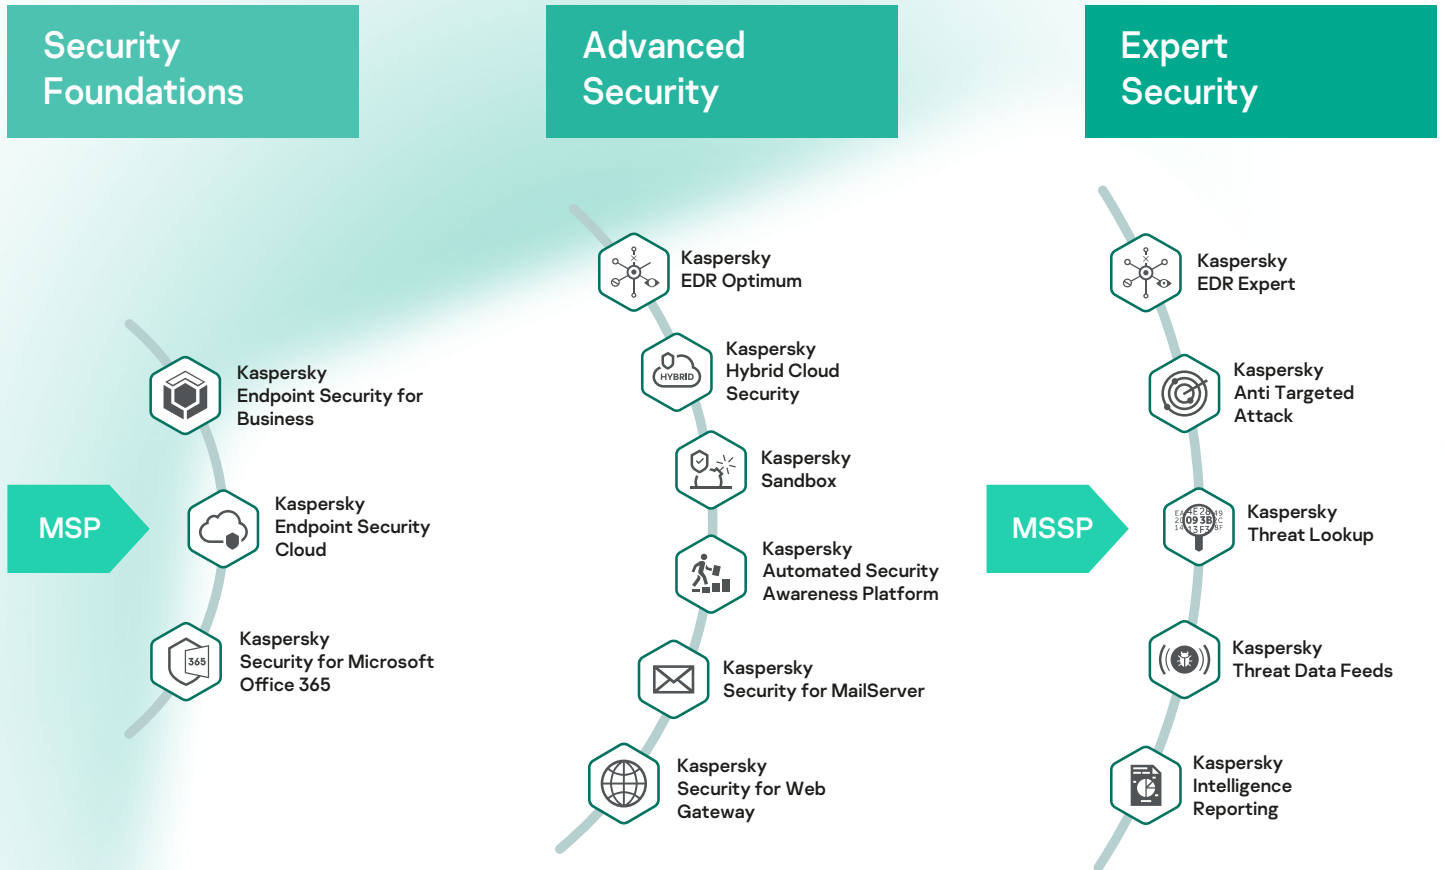 Security
Foundations
MSP
Kaspersky
Endpoint Security for
Business
Kaspersky
Endpoint Security
Cloud
365
Kaspersky
Security for Microsoft
Office 365
Advanced
Security
Kaspersky
EDR Optimum
HYBRID
Kaspersky
Hybrid Cloud
Security
Kaspersky
Sandbox
Kaspersky
Automated Security
Awareness Platform
Kaspersky
Security for MailServer
Kaspersky
Security for Web
Gateway
Expert
Security
MSSP
Kaspersky
EDR Expert
Kaspersky
Anti Targeted
Attack
093B
Kaspersky
Threat Lookup
Kaspersky
Threat Data Feeds
Kaspersky
Intelligence
Reporting